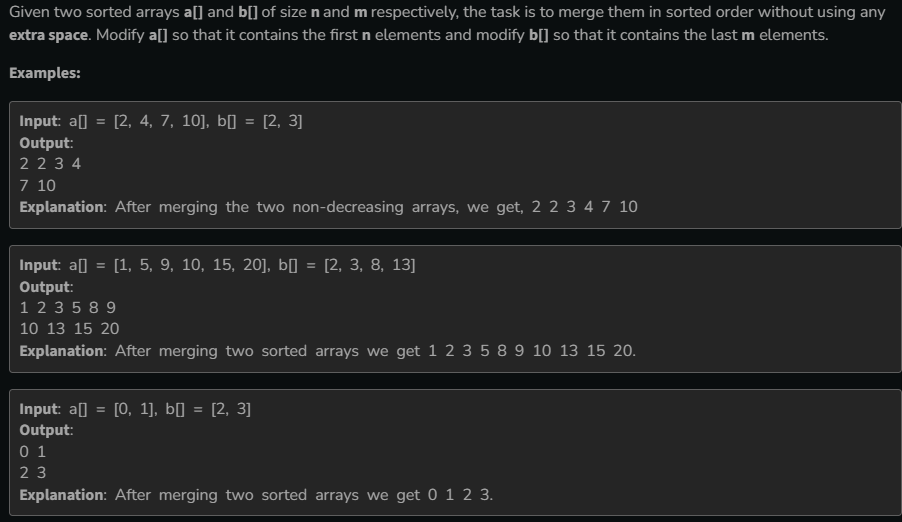 Given two sorted arrays a[] and b[] of size n and m respectively, the task is to merge them in sorted order without using any
extra space. Modify a[] so that it contains the first n elements and modify b[] so that it contains the last m elements.
Examples:
Input: a[] = [2, 4, 7, 10], b[] = [2, 3]
Output:
2 2 3 4
7 10
Explanation: After merging the two non-decreasing arrays, we get, 2 2 3 4 7 10
Input: a[] = [1, 5, 9, 10, 15, 20], b[] = [2, 3, 8, 13]
Output:
1 2 3 5 8 9
10 13 15 20
Explanation: After merging two sorted arrays we get 1 2 3 5 8 9 10 13 15 20.
Input: a[] = [0, 1], b[] = [2, 3]
Output:
0 1
2 3
Explanation: After merging two sorted arrays we get 0 1 2 3.